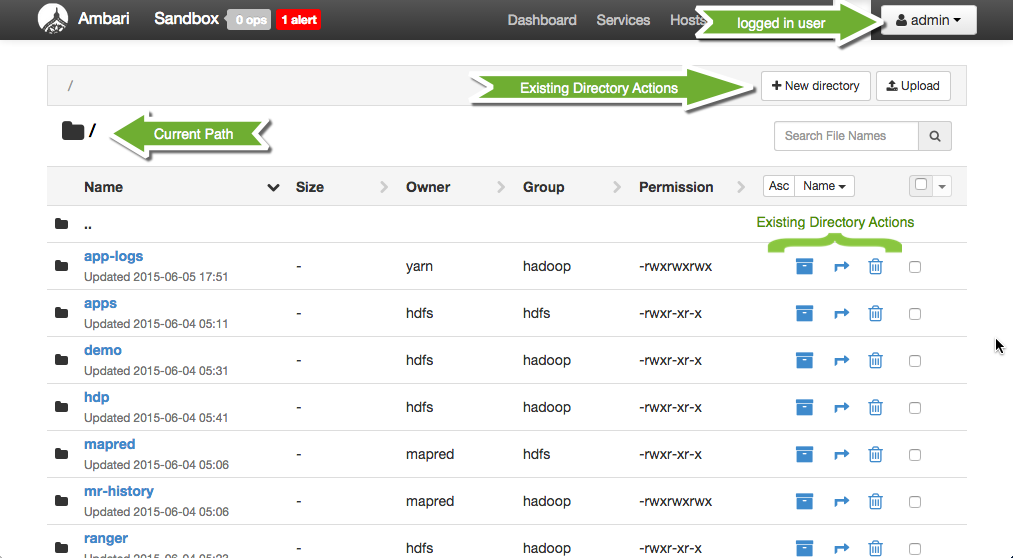 Ambari Sandbox 0 ops 1 alert Dashboard Services Hosts logged in user admin
/ Existing Directory Actions New directory Upload
/ Current Path Search File Names
Name Size Owner Group Permission Asc Name
.. Existing Directory Actions
app-logs
Updated 2015-06-05 17:51 - yarn hadoop -rwxrwxrwx
apps
Updated 2015-06-04 05:11 - hdfs hdfs -rwxr-xr-x
demo
Updated 2015-06-04 05:31 - hdfs hadoop -rwxr-xr-x
hdp
Updated 2015-06-04 05:41 - hdfs hadoop -rwxr-xr-x
mapred
Updated 2015-06-04 05:06 - mapred hdfs -rwxr-xr-x
mr-history
Updated 2015-06-04 05:06 - mapred hadoop -rwxrwxrwx
ranger
- hdfs hadoop -rwxr-xr-x